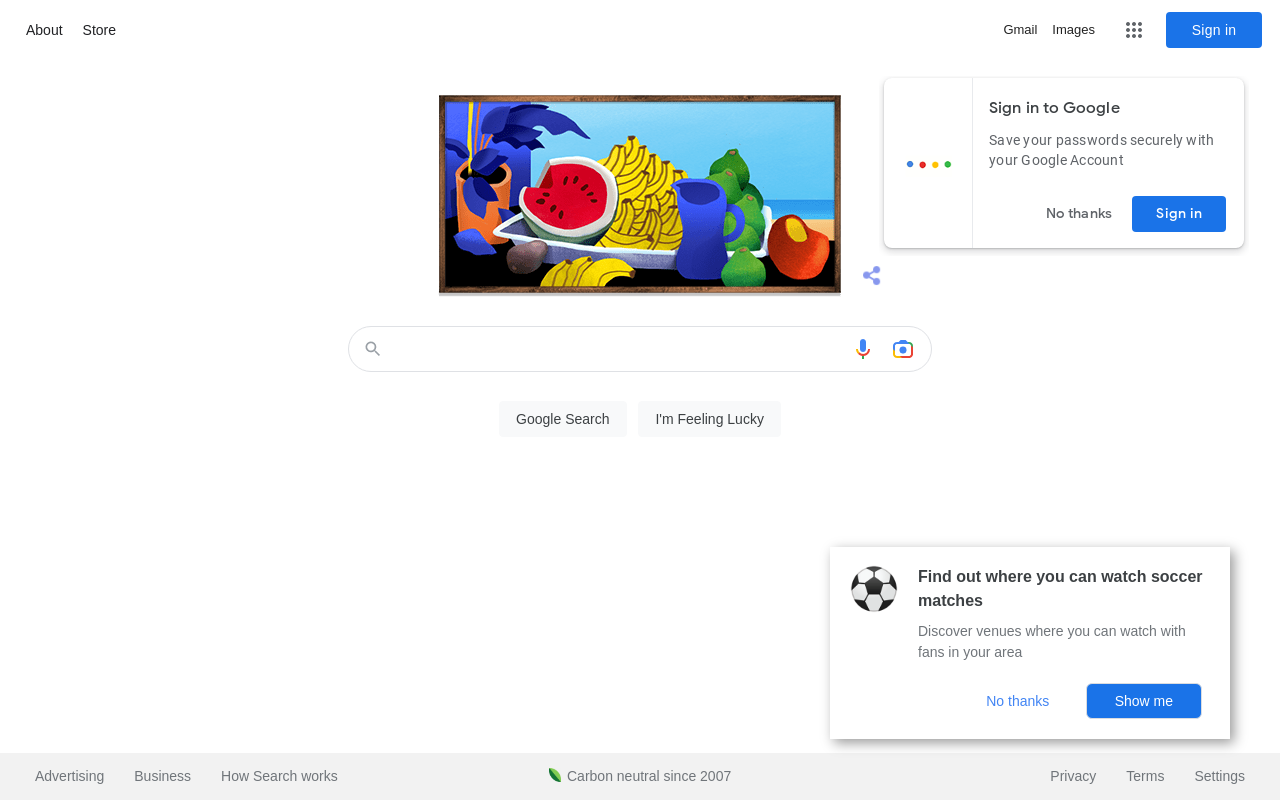 About
Store
Gmail
Images
Sign in
Sign in to Google
Save your passwords securely with
your Google Account
No thanks
Sign in
Google Search
I'm Feeling Lucky
Find out where you can watch soccer
matches
Discover venues where you can watch with
fans in your area
No thanks
Show me
Advertising
Business
How Search works
Carbon neutral since 2007
Privacy
Terms
Settings